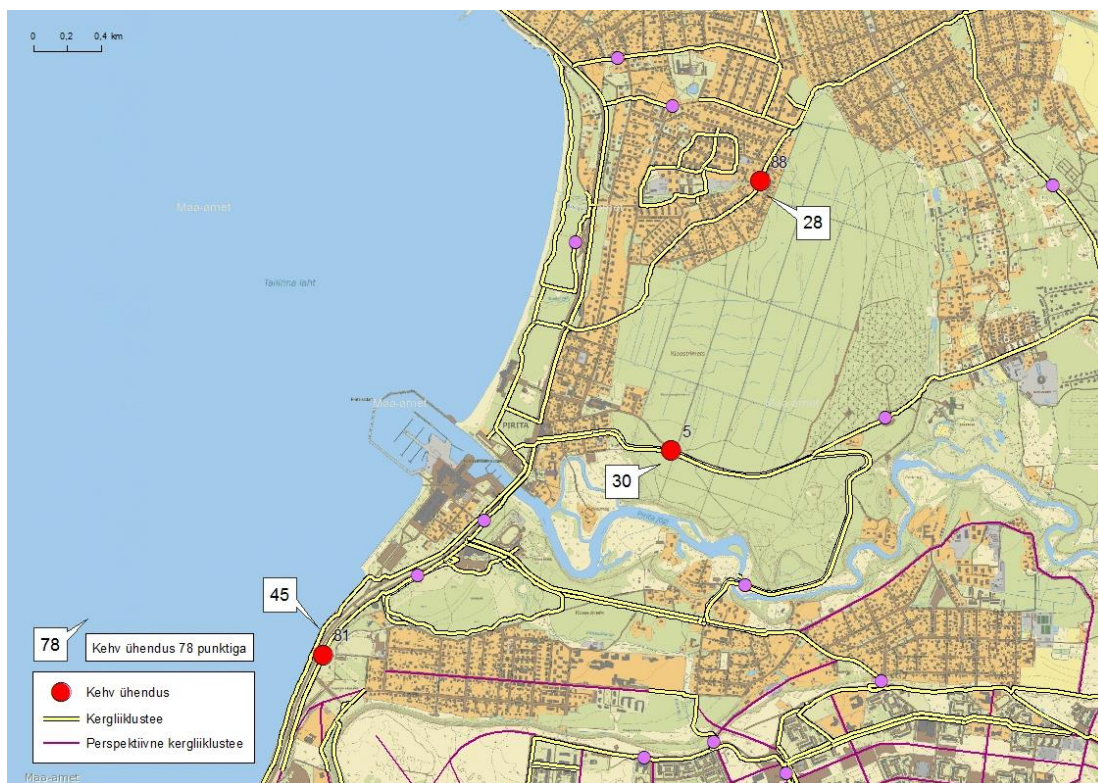 0 0,2 0,4 km
88
28
Maa-amet
Tallinna laht
Maa-amet
PIRITA
5
30
45
81
78
Kehv ühendus 78 punktiga
Kehv ühendus
Kergliiklustee
Perspektiivne kergliiklustee
Maa-amet